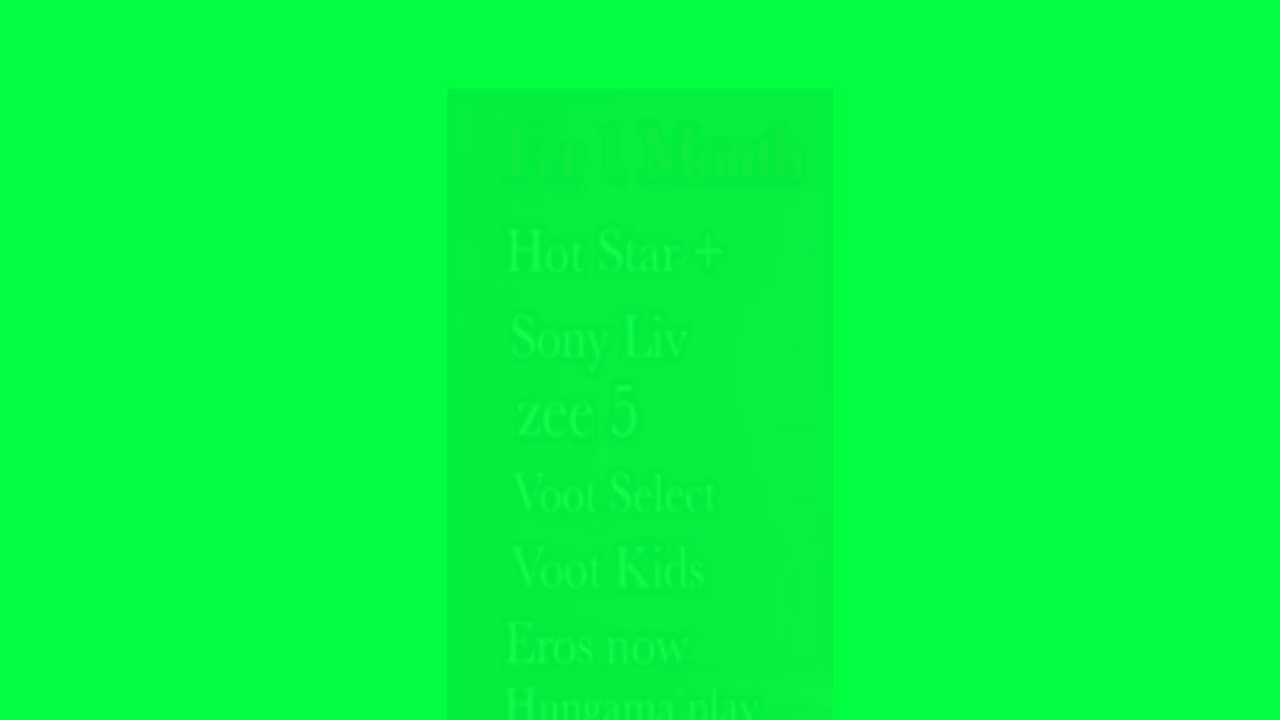 For 1 Month
Hot Star +
Sony Liv
zee 5
Voot Select
Voot Kids
Eros now
Hungama play